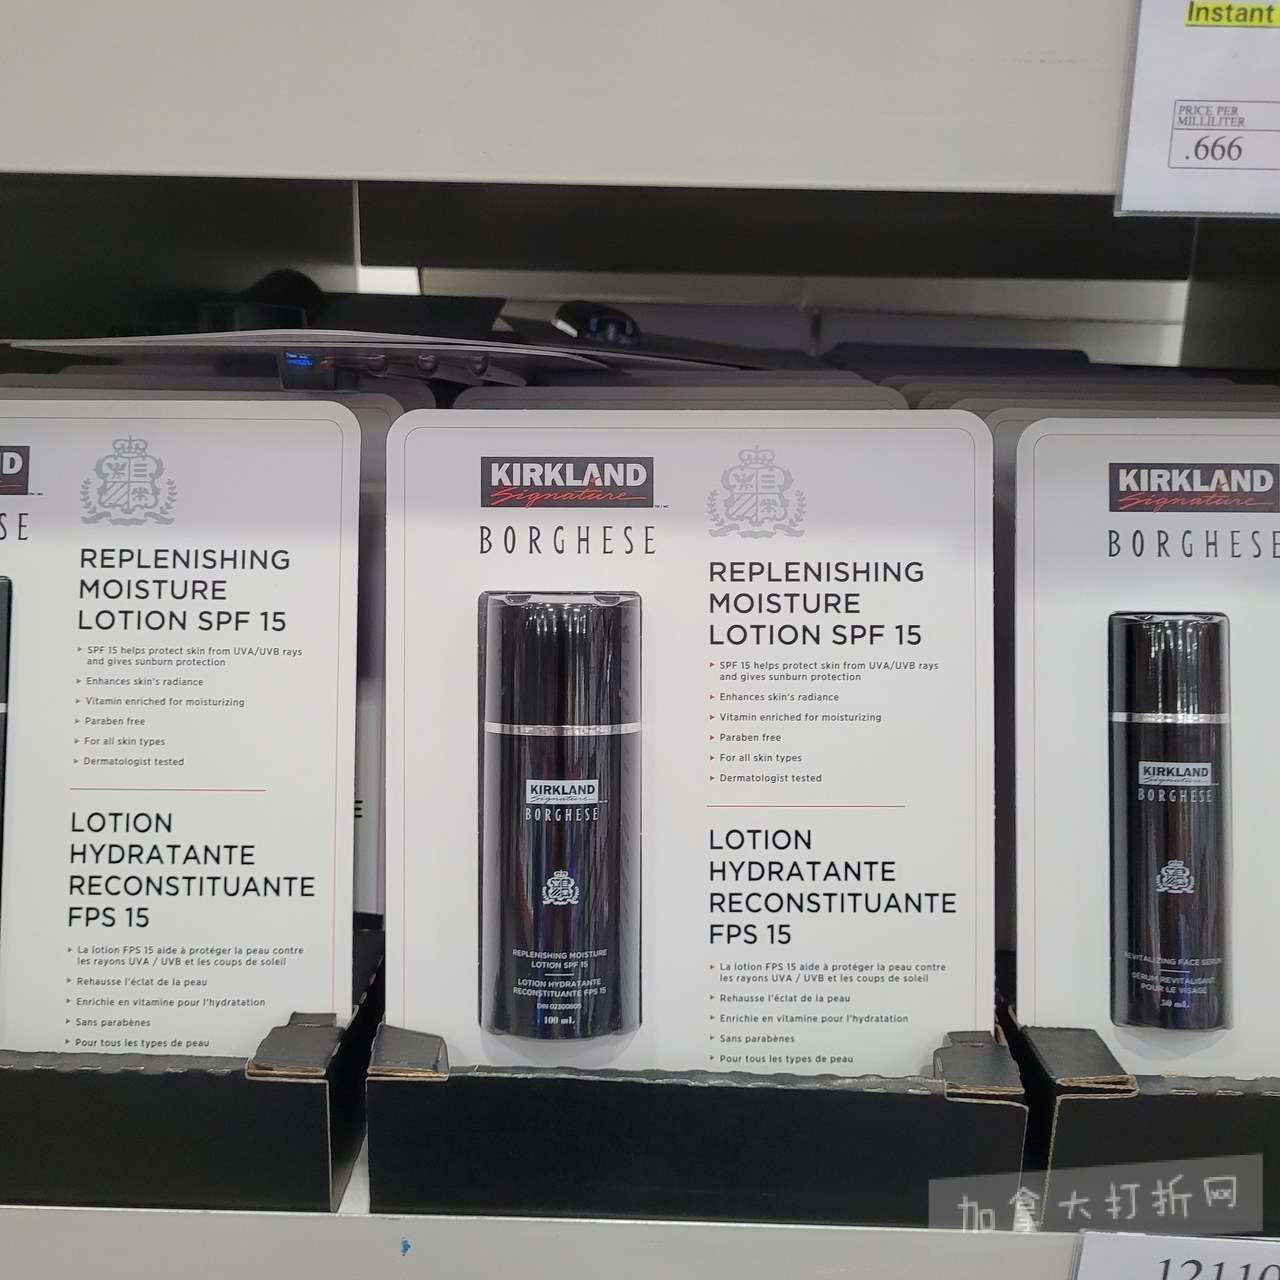 Instant
PRICE PER
MILLILITER
.666
D
SE
REPLENISHING
MOISTURE
LOTION SPF 15
SPF 15 helps protect skin from UVA/UVB rays
and gives sunburn protection
Enhances skin's radiance
Vitamin enriched for moisturizing
Paraben free
For all skin types
Dermatologist tested
LOTION
HYDRATANTE
RECONSTITUANTE
FPS 15
La lotion FPS 15 aide à protéger la peau contre
les rayons UVA / UVB et les coups de soleil
Rehausse l'éclat de la peau
Enrichie en vitamine pour l'hydratation
Sans parabènes
Pour tous les types de peau
KIRKLAND
Signature
BORGHESE
REPLENISHING
MOISTURE
LOTION SPF 15
SPF 15 helps protect skin from UVA/UVB rays
and gives sunburn protection
Enhances skin's radiance
Vitamin enriched for moisturizing
Paraben free
For all skin types
Dermatologist tested
LOTION
HYDRATANTE
RECONSTITUANTE
FPS 15
La lotion FPS 15 aide à protéger la peau contre
les rayons UVA / UVB et les coups de soleil
Rehausse l'éclat de la peau
Enrichie en vitamine pour l'hydratation
Sans parabènes
Pour tous les types de peau
KIRKLAND
Signature
BORGHESE
REPLENISHING MOISTURE
LOTION SPF 15
LOTION HYDRATANTE
RECONSTITUANTE FPS 15
100 mL
KIRKLAND
Signature
BORGHESE
KIRKLAND
Signature
BORGHESE
REVITALIZING FACE SERUM
SÉRUM REVITALISANT
POUR LE VISAGE
30 mL
加拿大打折网